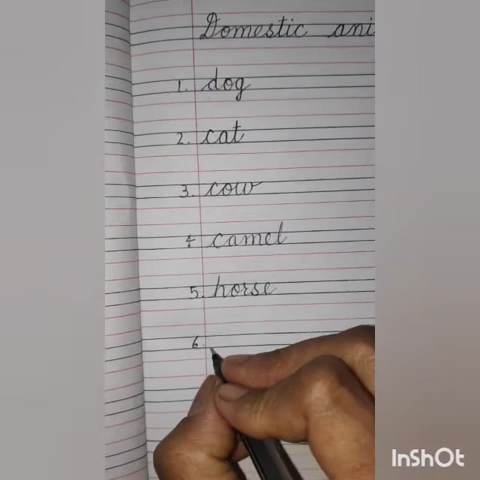 Domestic ani
1. dog
2. cat
3. cow
4 camel
5. horse
6.
InShOt